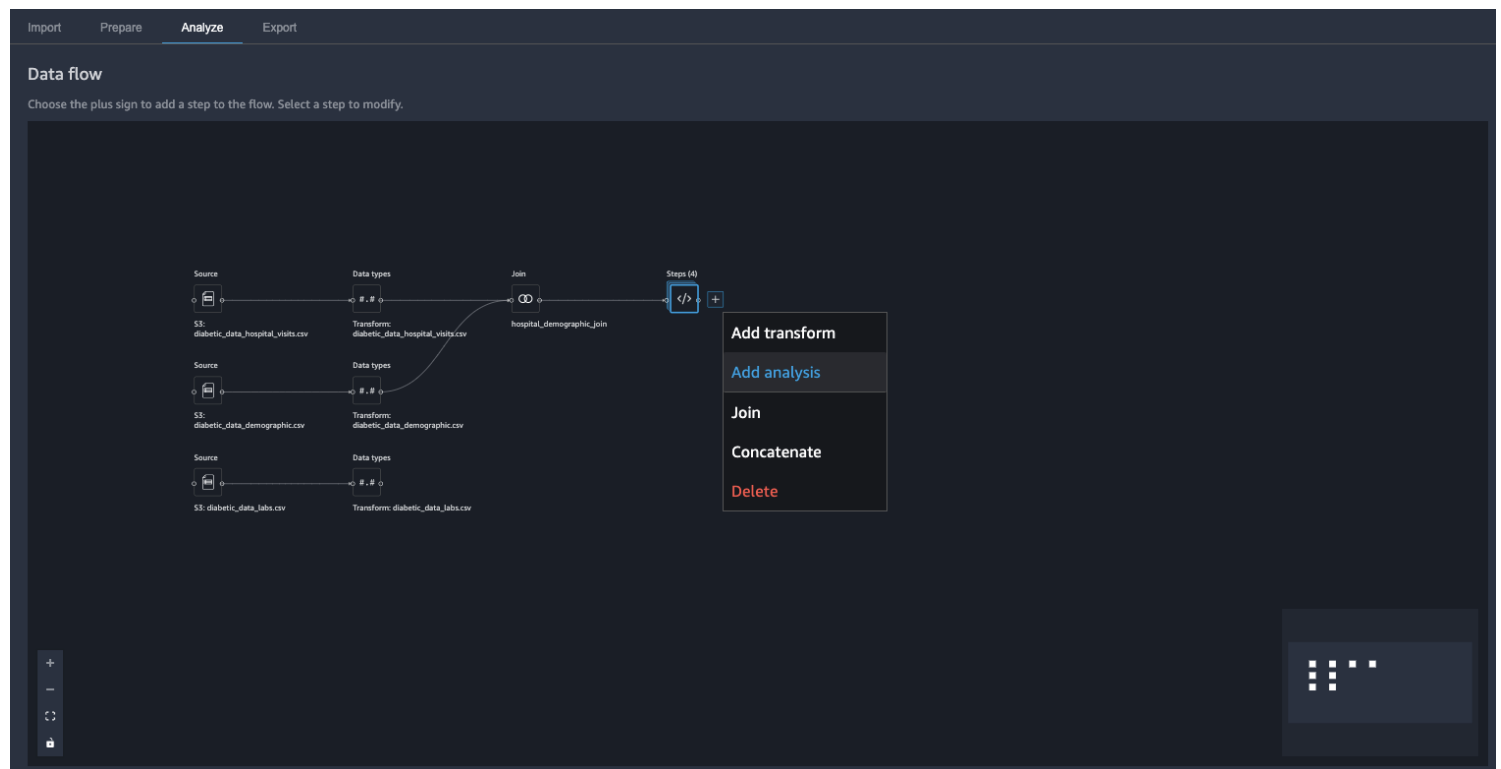 Import Prepare Analyze Export
Data flow
Choose the plus sign to add a step to the flow. Select a step to modify.
Source Data types Join Steps (4)
#.# </> +
S3: Transform: hospital_demographic_join
diabetic_data_hospital_visits.csv diabetic_data_hospital_visits.csv
Add transform
Source Data types
Add analysis
#.#
S3: Transform: Join
diabetic_data_demographic.csv diabetic_data_demographic.csv
Concatenate
Source Data types
#.#
Delete
S3: diabetic_data_labs.csv Transform: diabetic_data_labs.csv